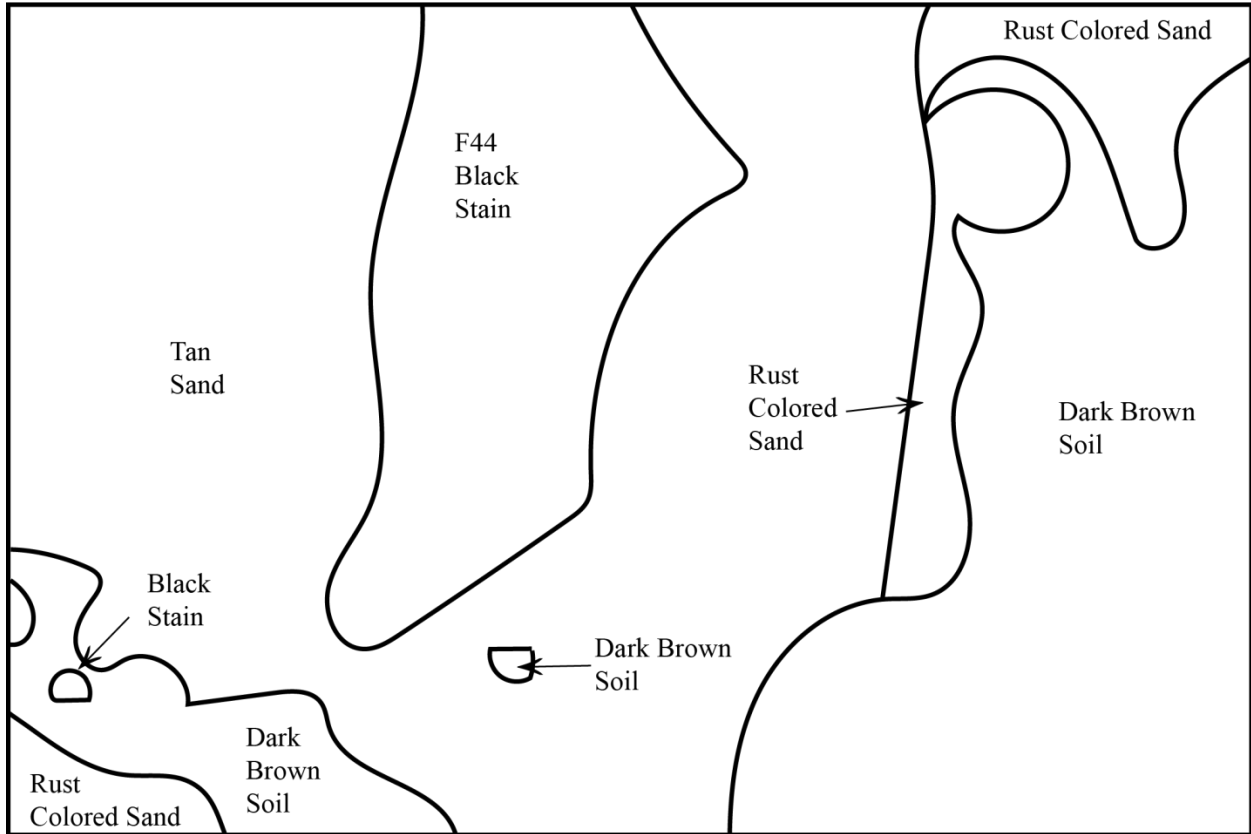 Rust Colored Sand
F44
Black
Stain
Tan
Sand
Rust
Colored
Sand
Dark Brown
Soil
Black
Stain
Dark Brown
Soil
Dark
Brown
Soil
Rust
Colored Sand